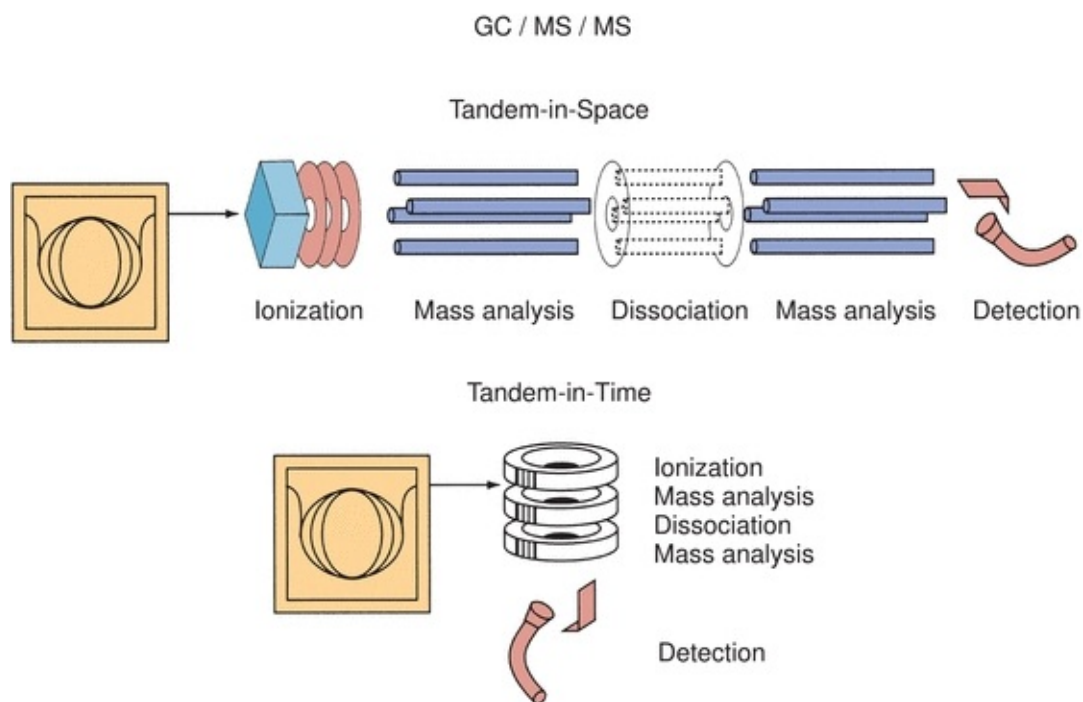 GC / MS / MS
Tandem-in-Space
Ionization Mass analysis Dissociation Mass analysis Detection
Tandem-in-Time
Ionization
Mass analysis
Dissociation
Mass analysis
Detection